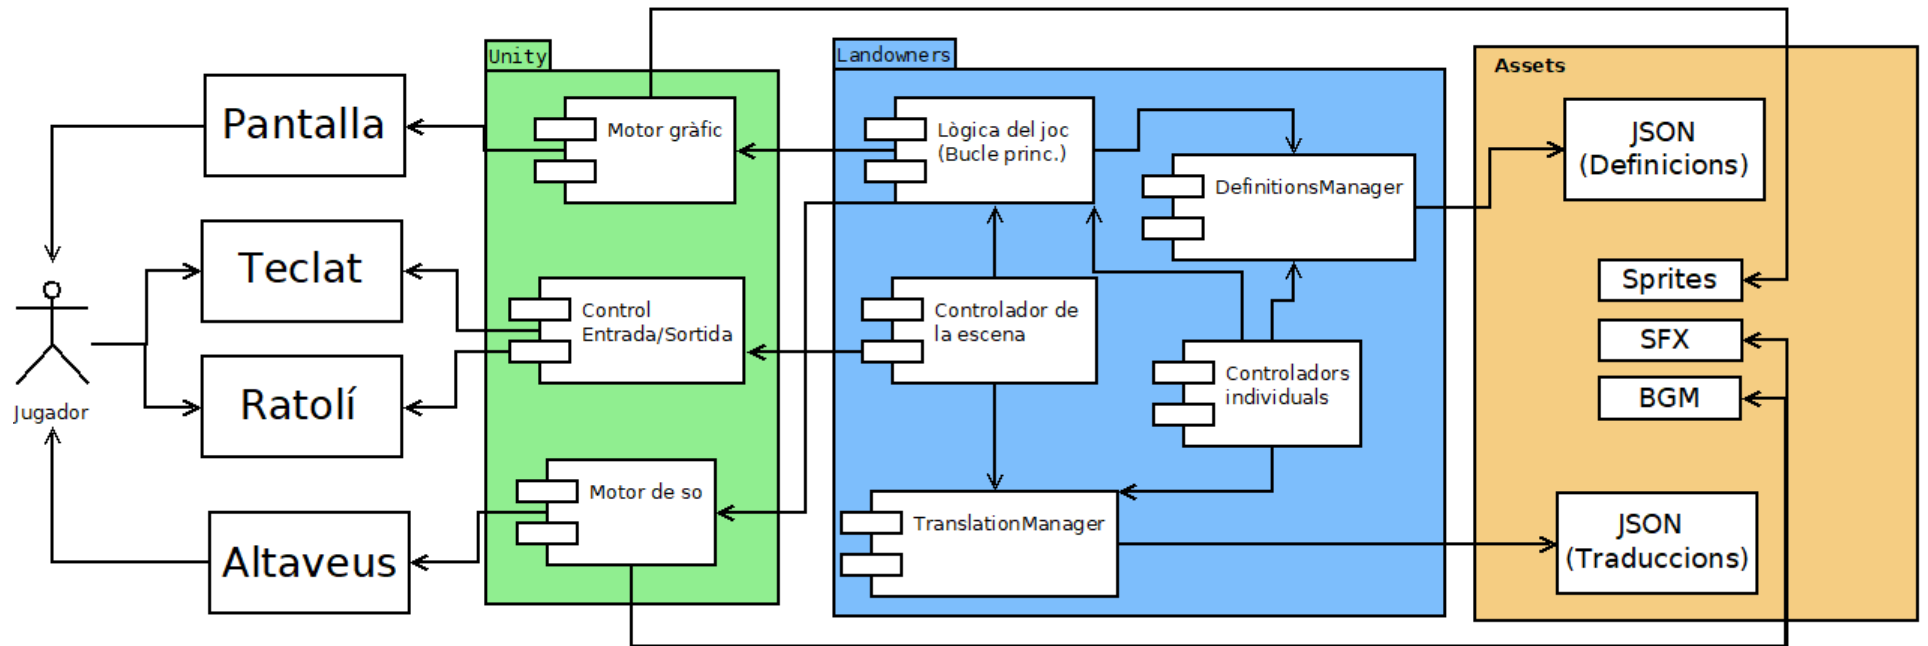 Unity
Landowners
Assets
Pantalla
Motor gràfic
Lògica del joc
(Bucle princ.)
DefinitionsManager
JSON
(Definicions)
Teclat
Control
Entrada/Sortida
Controlador de
la escena
Sprites
SFX
BGM
Jugador
Ratolí
Controladors
individuals
Altaveus
Motor de so
TranslationManager
JSON
(Traduccions)